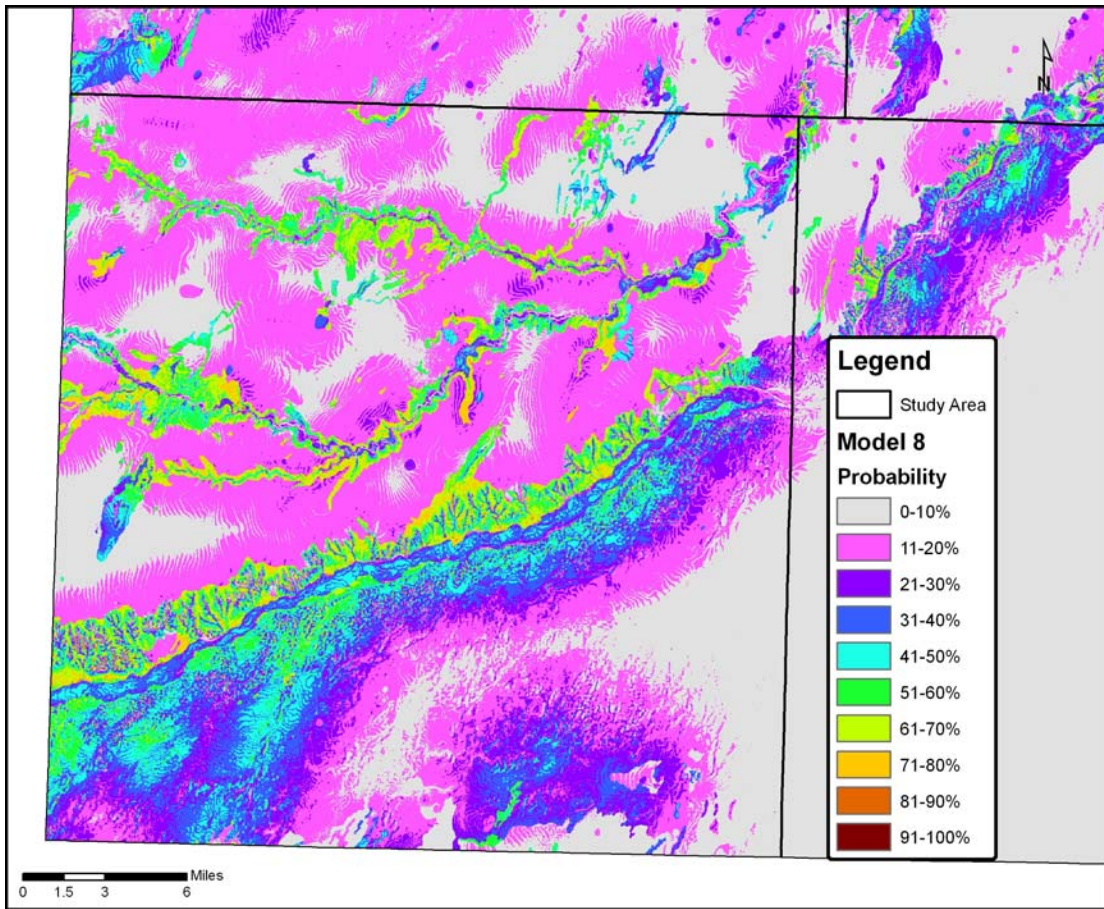 N
Legend
Study Area
Model 8
Probability
0-10%
11-20%
21-30%
31-40%
41-50%
51-60%
61-70%
71-80%
81-90%
91-100%
Miles
0 1.5 3 6